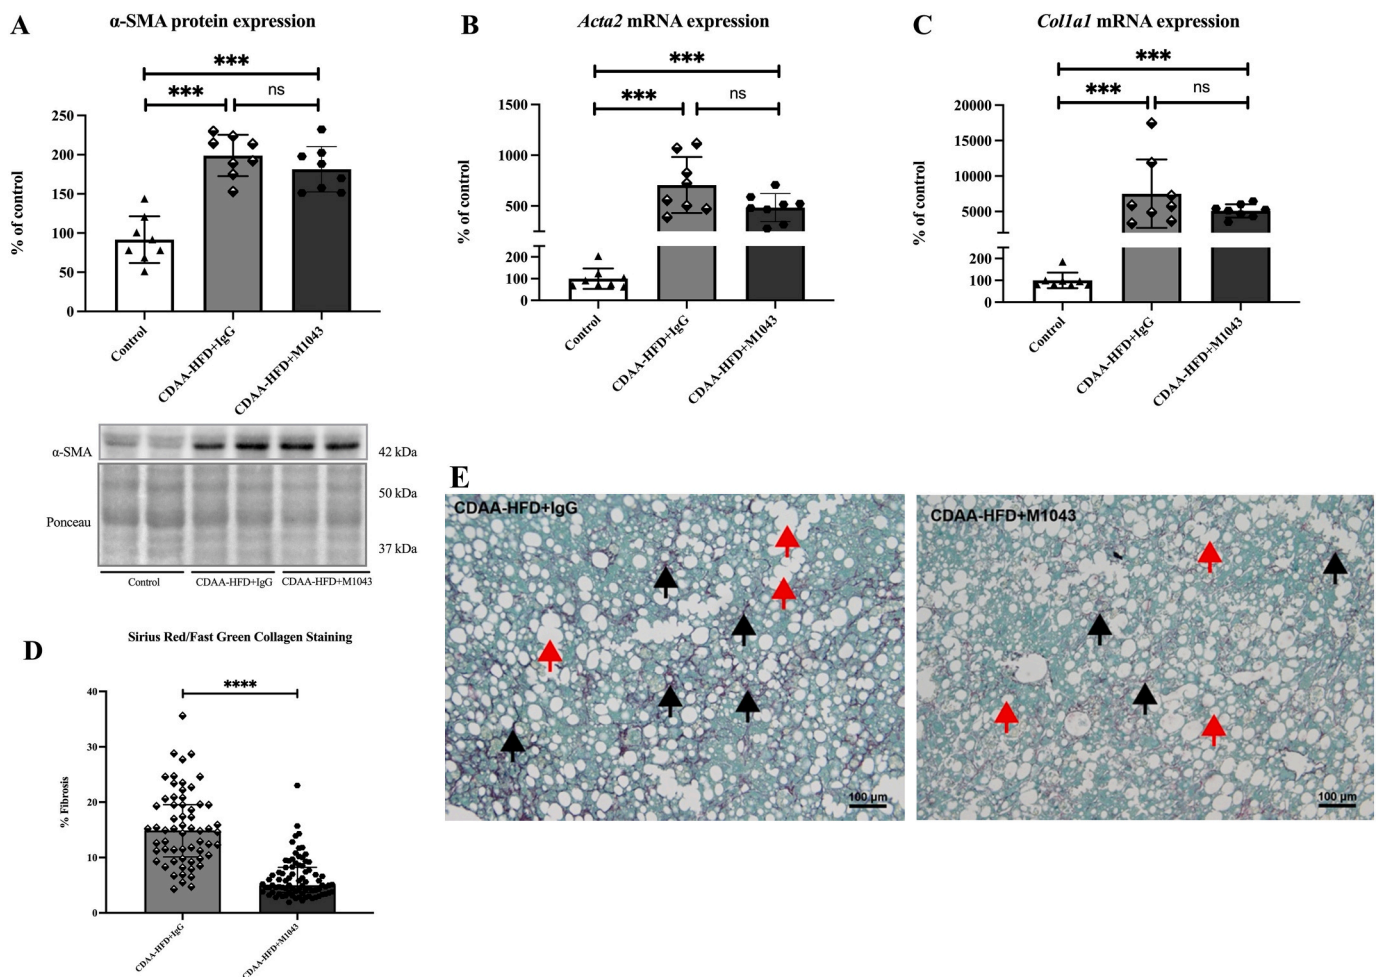 A
α-SMA protein expression
***
***
ns
250
200
150
100
50
0
% of control
Control
CDAA-HFD+IgG
CDAA-HFD+M1043
α-SMA
42 kDa
50 kDa
Ponceau
37 kDa
Control
CDAA-HFD+IgG
CDAA-HFD+M1043
B
Acta2 mRNA expression
***
***
ns
1500
1000
500
200
100
0
% of control
Control
CDAA-HFD+IgG
CDAA-HFD+M1043
C
Col1a1 mRNA expression
***
***
ns
20000
15000
10000
5000
200
100
0
% of control
Control
CDAA-HFD+IgG
CDAA-HFD+M1043
D
Sirius Red/Fast Green Collagen Staining
****
40
30
20
10
0
% Fibrosis
CDAA-HFD+IgG
CDAA-HFD+M1043
E
CDAA-HFD+IgG
100 µm
CDAA-HFD+M1043
100 µm